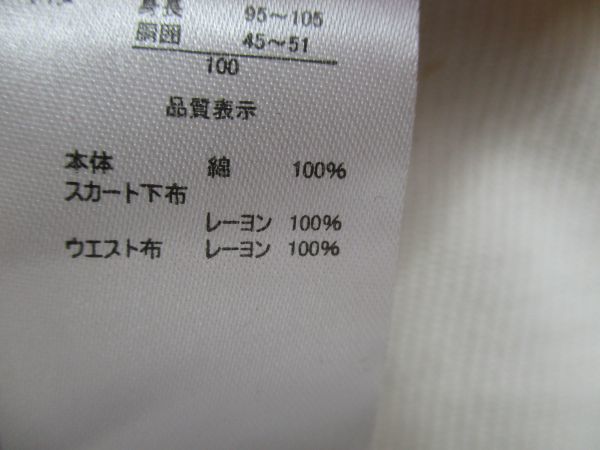 身長 95～105
胴囲 45～51
100
品質表示
本体 綿 100%
スカート下布
レーヨン 100%
ウエスト布 レーヨン 100%